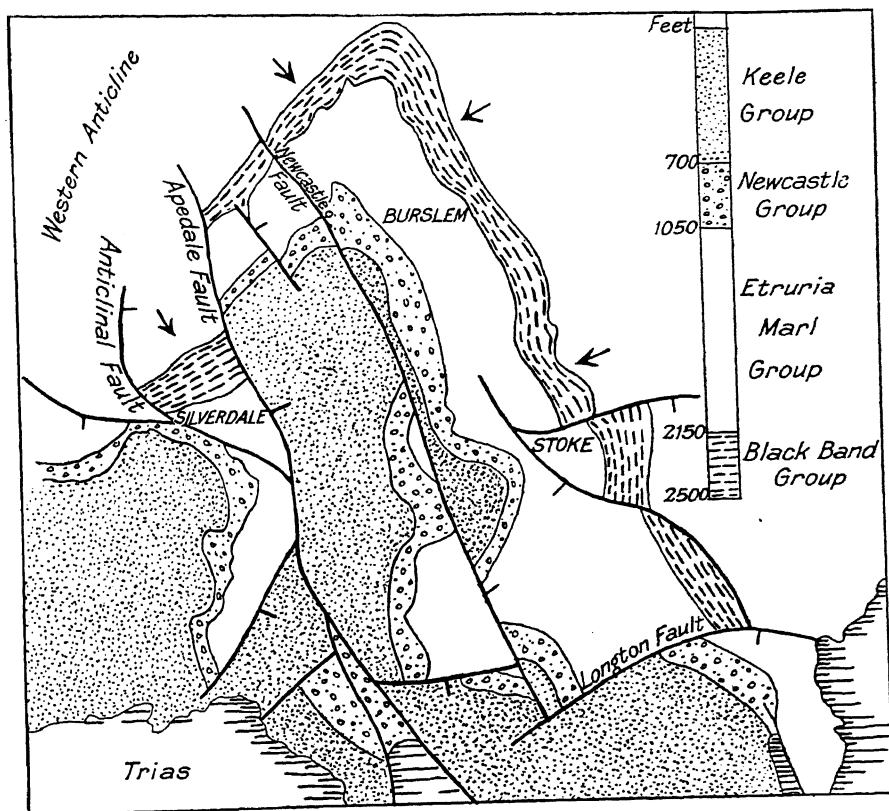 Feet
Keele
Group
700
Newcastle
Group
1050
Etruria
Marl
Group
2150
Black Band
Group
2500
Western Anticline
Apedale Fault
Anticlinal Fault
Newcastle
Fault
BURSLEM
SILVERDALE
STOKE
Longton Fault
Trias